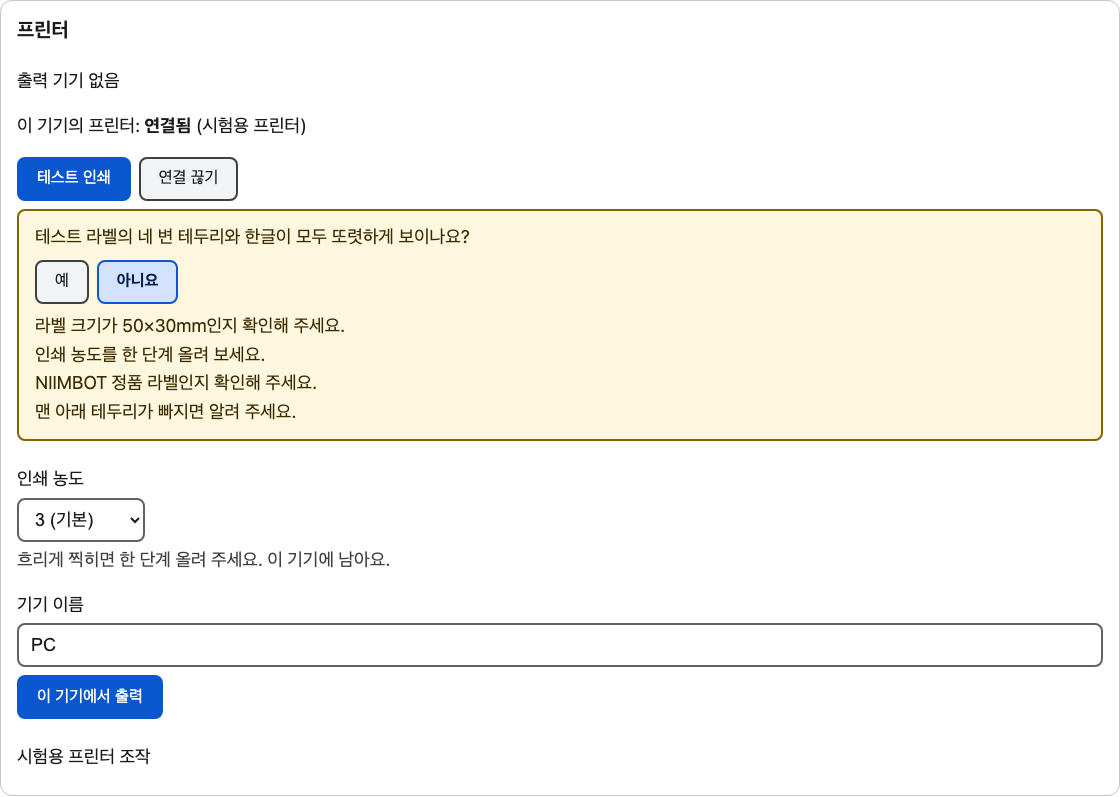 프린터
출력 기기 없음
이 기기의 프린터: 연결됨 (시험용 프린터)
테스트 인쇄
연결 끊기
테스트 라벨의 네 변 테두리와 한글이 모두 또렷하게 보이나요?
예
아니요
라벨 크기가 50×30mm인지 확인해 주세요.
인쇄 농도를 한 단계 올려 보세요.
NIIMBOT 정품 라벨인지 확인해 주세요.
맨 아래 테두리가 빠지면 알려 주세요.
인쇄 농도
3 (기본)
흐리게 찍히면 한 단계 올려 주세요. 이 기기에 남아요.
기기 이름
PC
이 기기에서 출력
시험용 프린터 조작